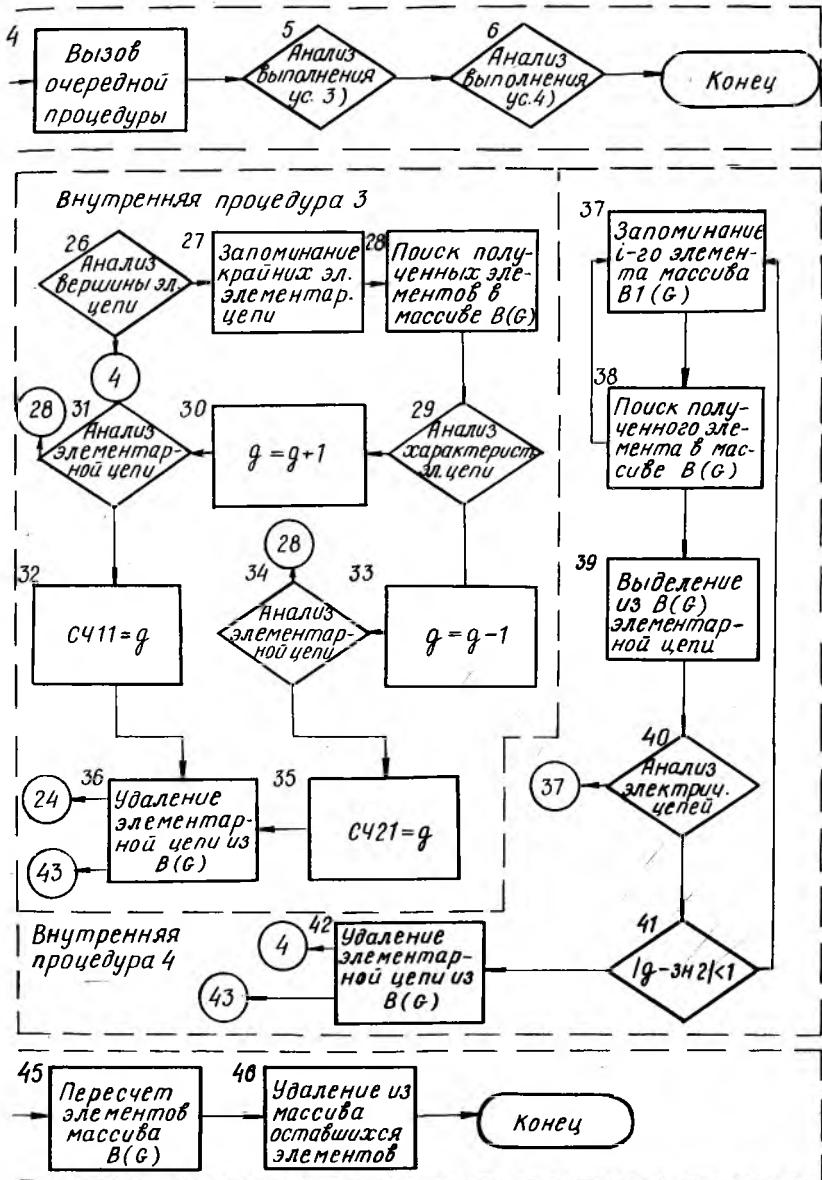 4
Вызов
очередной
процедуры
5
Анализ
выполнения
ус. 3)
6
Анализ
выполнения
ус. 4)
Конец
Внутренняя процедура 3
26
Анализ
вершины эл.
цепи
27
Запоминание
крайних эл.
элементар.
цепи
28
Поиск полу-
ченных эле-
ментов в
массиве B(G)
4
28
31
Анализ
элементар-
ной цепи
30
g = g+1
29
Анализ
характерист.
эл. цепи
32
СЧ11=g
28
34
Анализ
элементар-
ной цепи
33
g = g-1
36
Удаление
элементар-
ной цепи из
B(G)
24
43
35
СЧ21=g
37
Запоминание
i-го элемен-
та массива
B1(G)
38
Поиск полу-
ченного эле-
мента в мас-
сиве B(G)
39
Выделение
из B(G)
элементар-
ной цепи
40
Анализ
электрич.
цепей
37
41
|g-ЗН2|<1
Внутренняя
процедура 4
42
Удаление
элементар-
ной цепи из
B(G)
4
43
45
Пересчет
элементов
массива
B(G)
46
Удаление из
массива
оставшихся
элементов
Конец